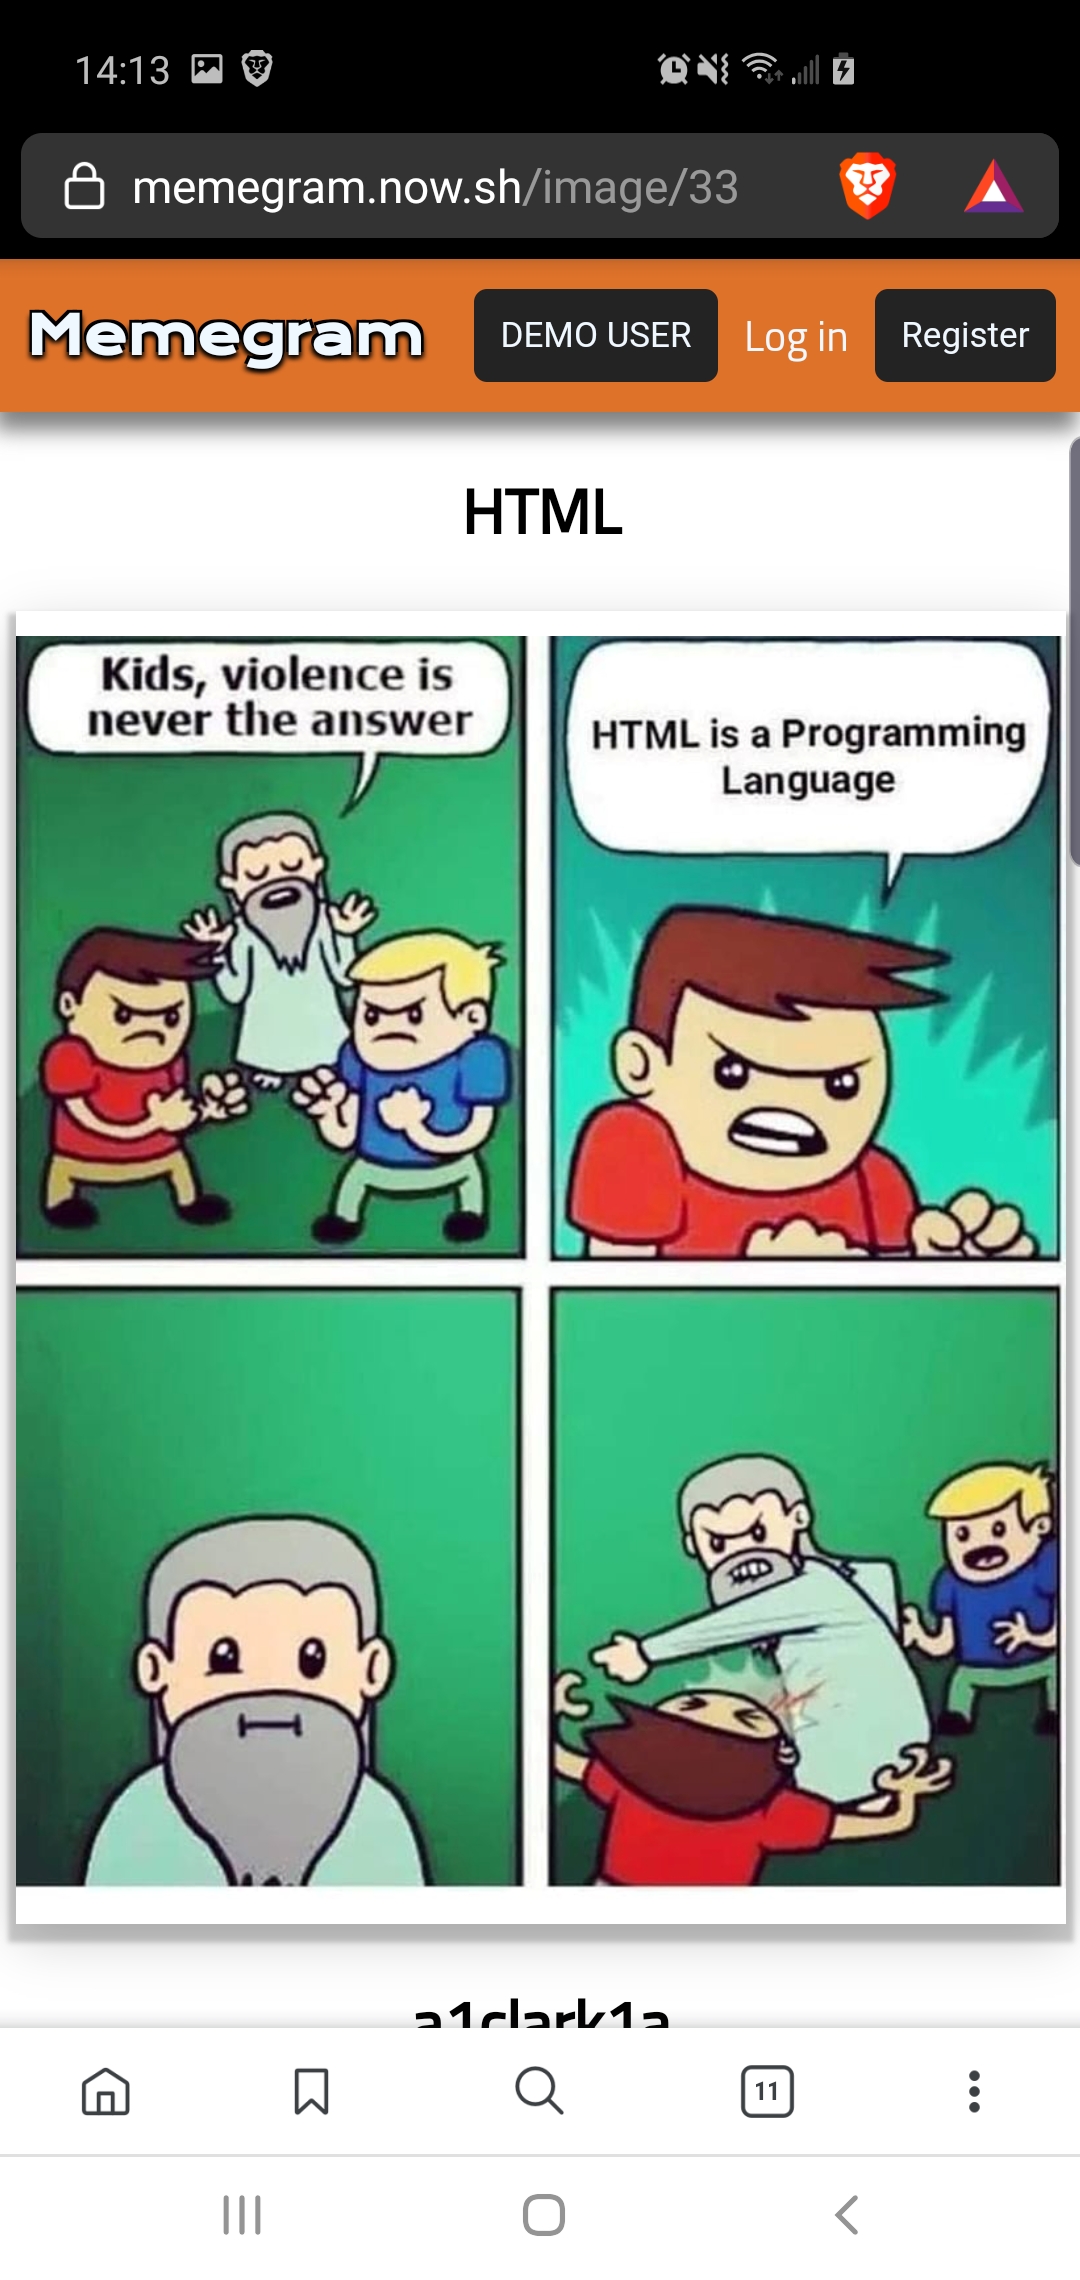 14:13
memegram.now.sh/image/33
Memegram
DEMO USER
Log in
Register
HTML
Kids, violence is
never the answer
HTML is a Programming
Language
a1clark1a
11